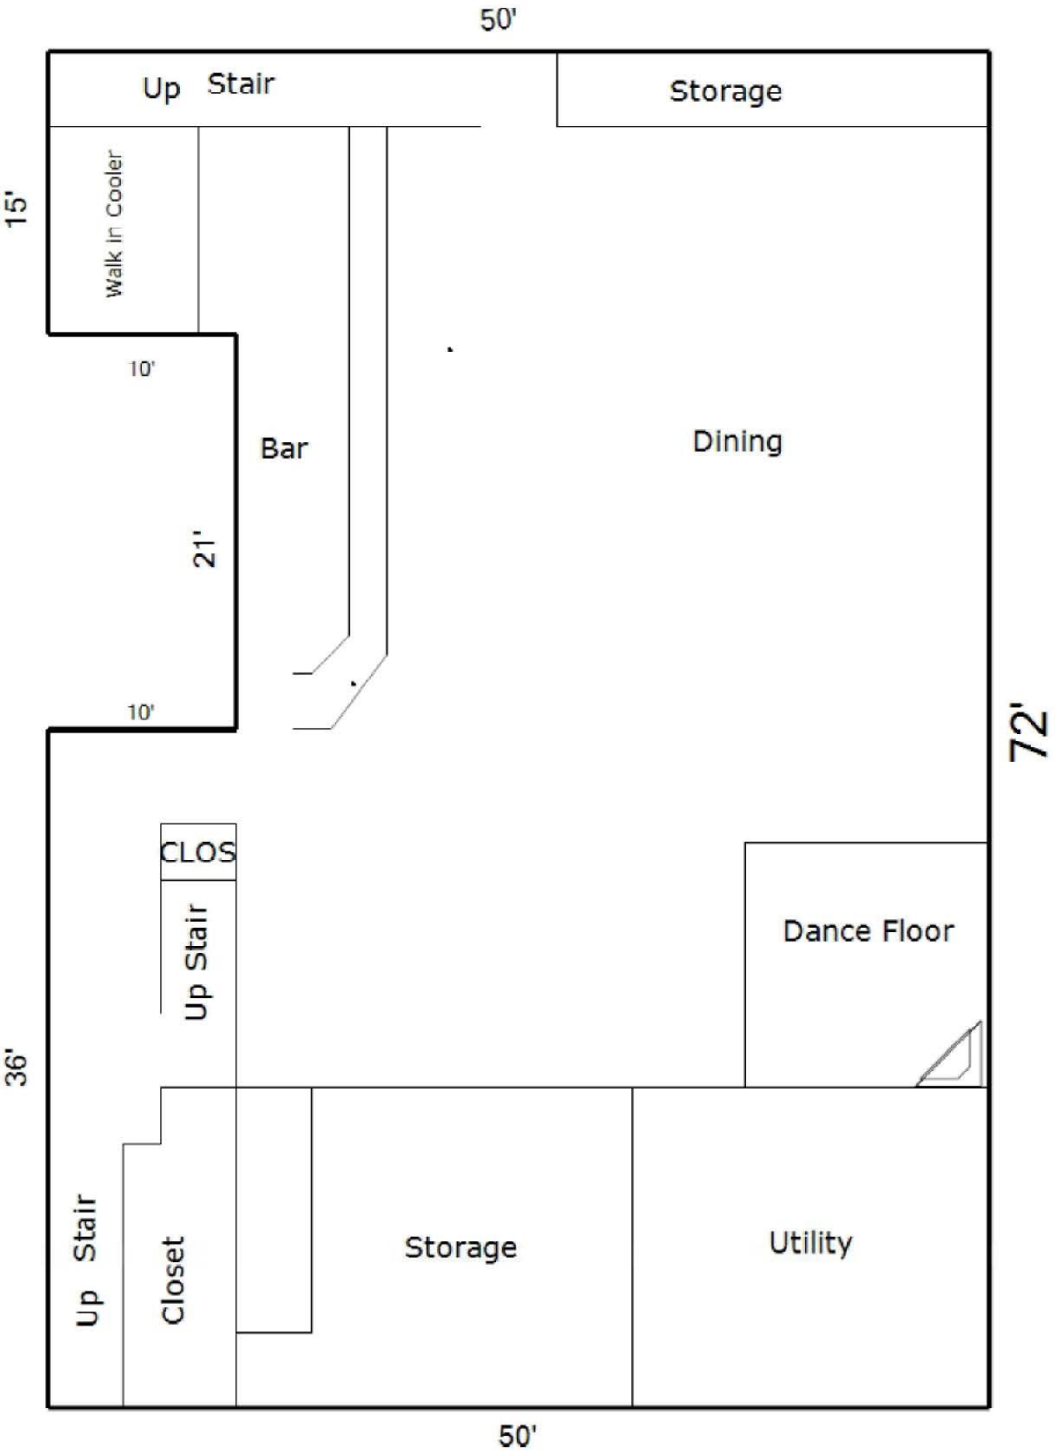 50'
Up Stair
Storage
15'
Walk in Cooler
10'
Bar
Dining
21'
10'
72'
CLOS
Up Stair
Dance Floor
36'
Up Stair
Closet
Storage
Utility
50'